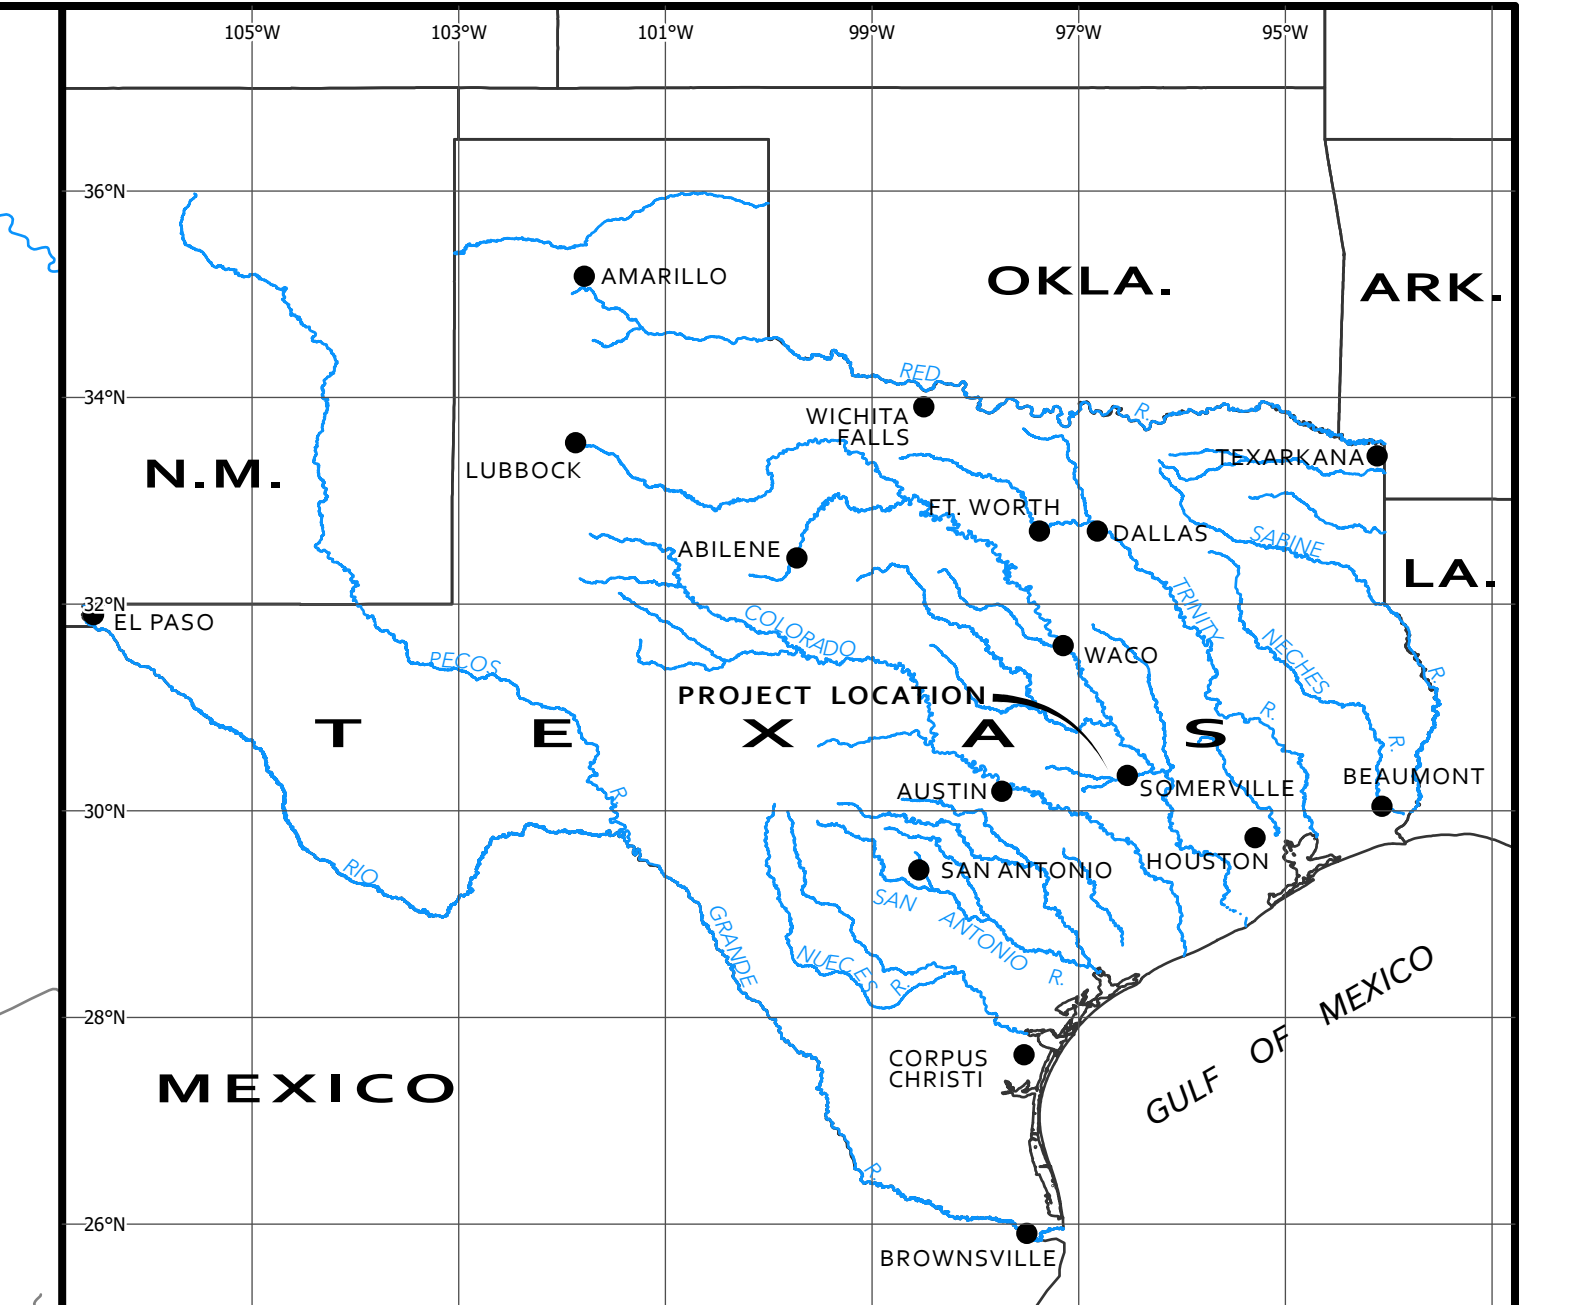 105°W 103°W 101°W 99°W 97°W 95°W
36°N
AMARILLO
OKLA.
ARK.
RED
34°N
R.
WICHITA
FALLS
TEXARKANA
LUBBOCK
N.M.
FT. WORTH
DALLAS
SABINE
ABILENE
LA.
32°N
EL PASO
TRINITY
COLORADO
NECHES
WACO
PECOS
R.
PROJECT LOCATION
R.
T E X A S
R.
BEAUMONT
SOMERVILLE
AUSTIN
R.
30°N
HOUSTON
RIO
SAN ANTONIO
SAN ANTONIO R.
GRANDE
NUECES R.
GULF OF MEXICO
28°N
CORPUS
CHRISTI
MEXICO
R.
26°N
BROWNSVILLE